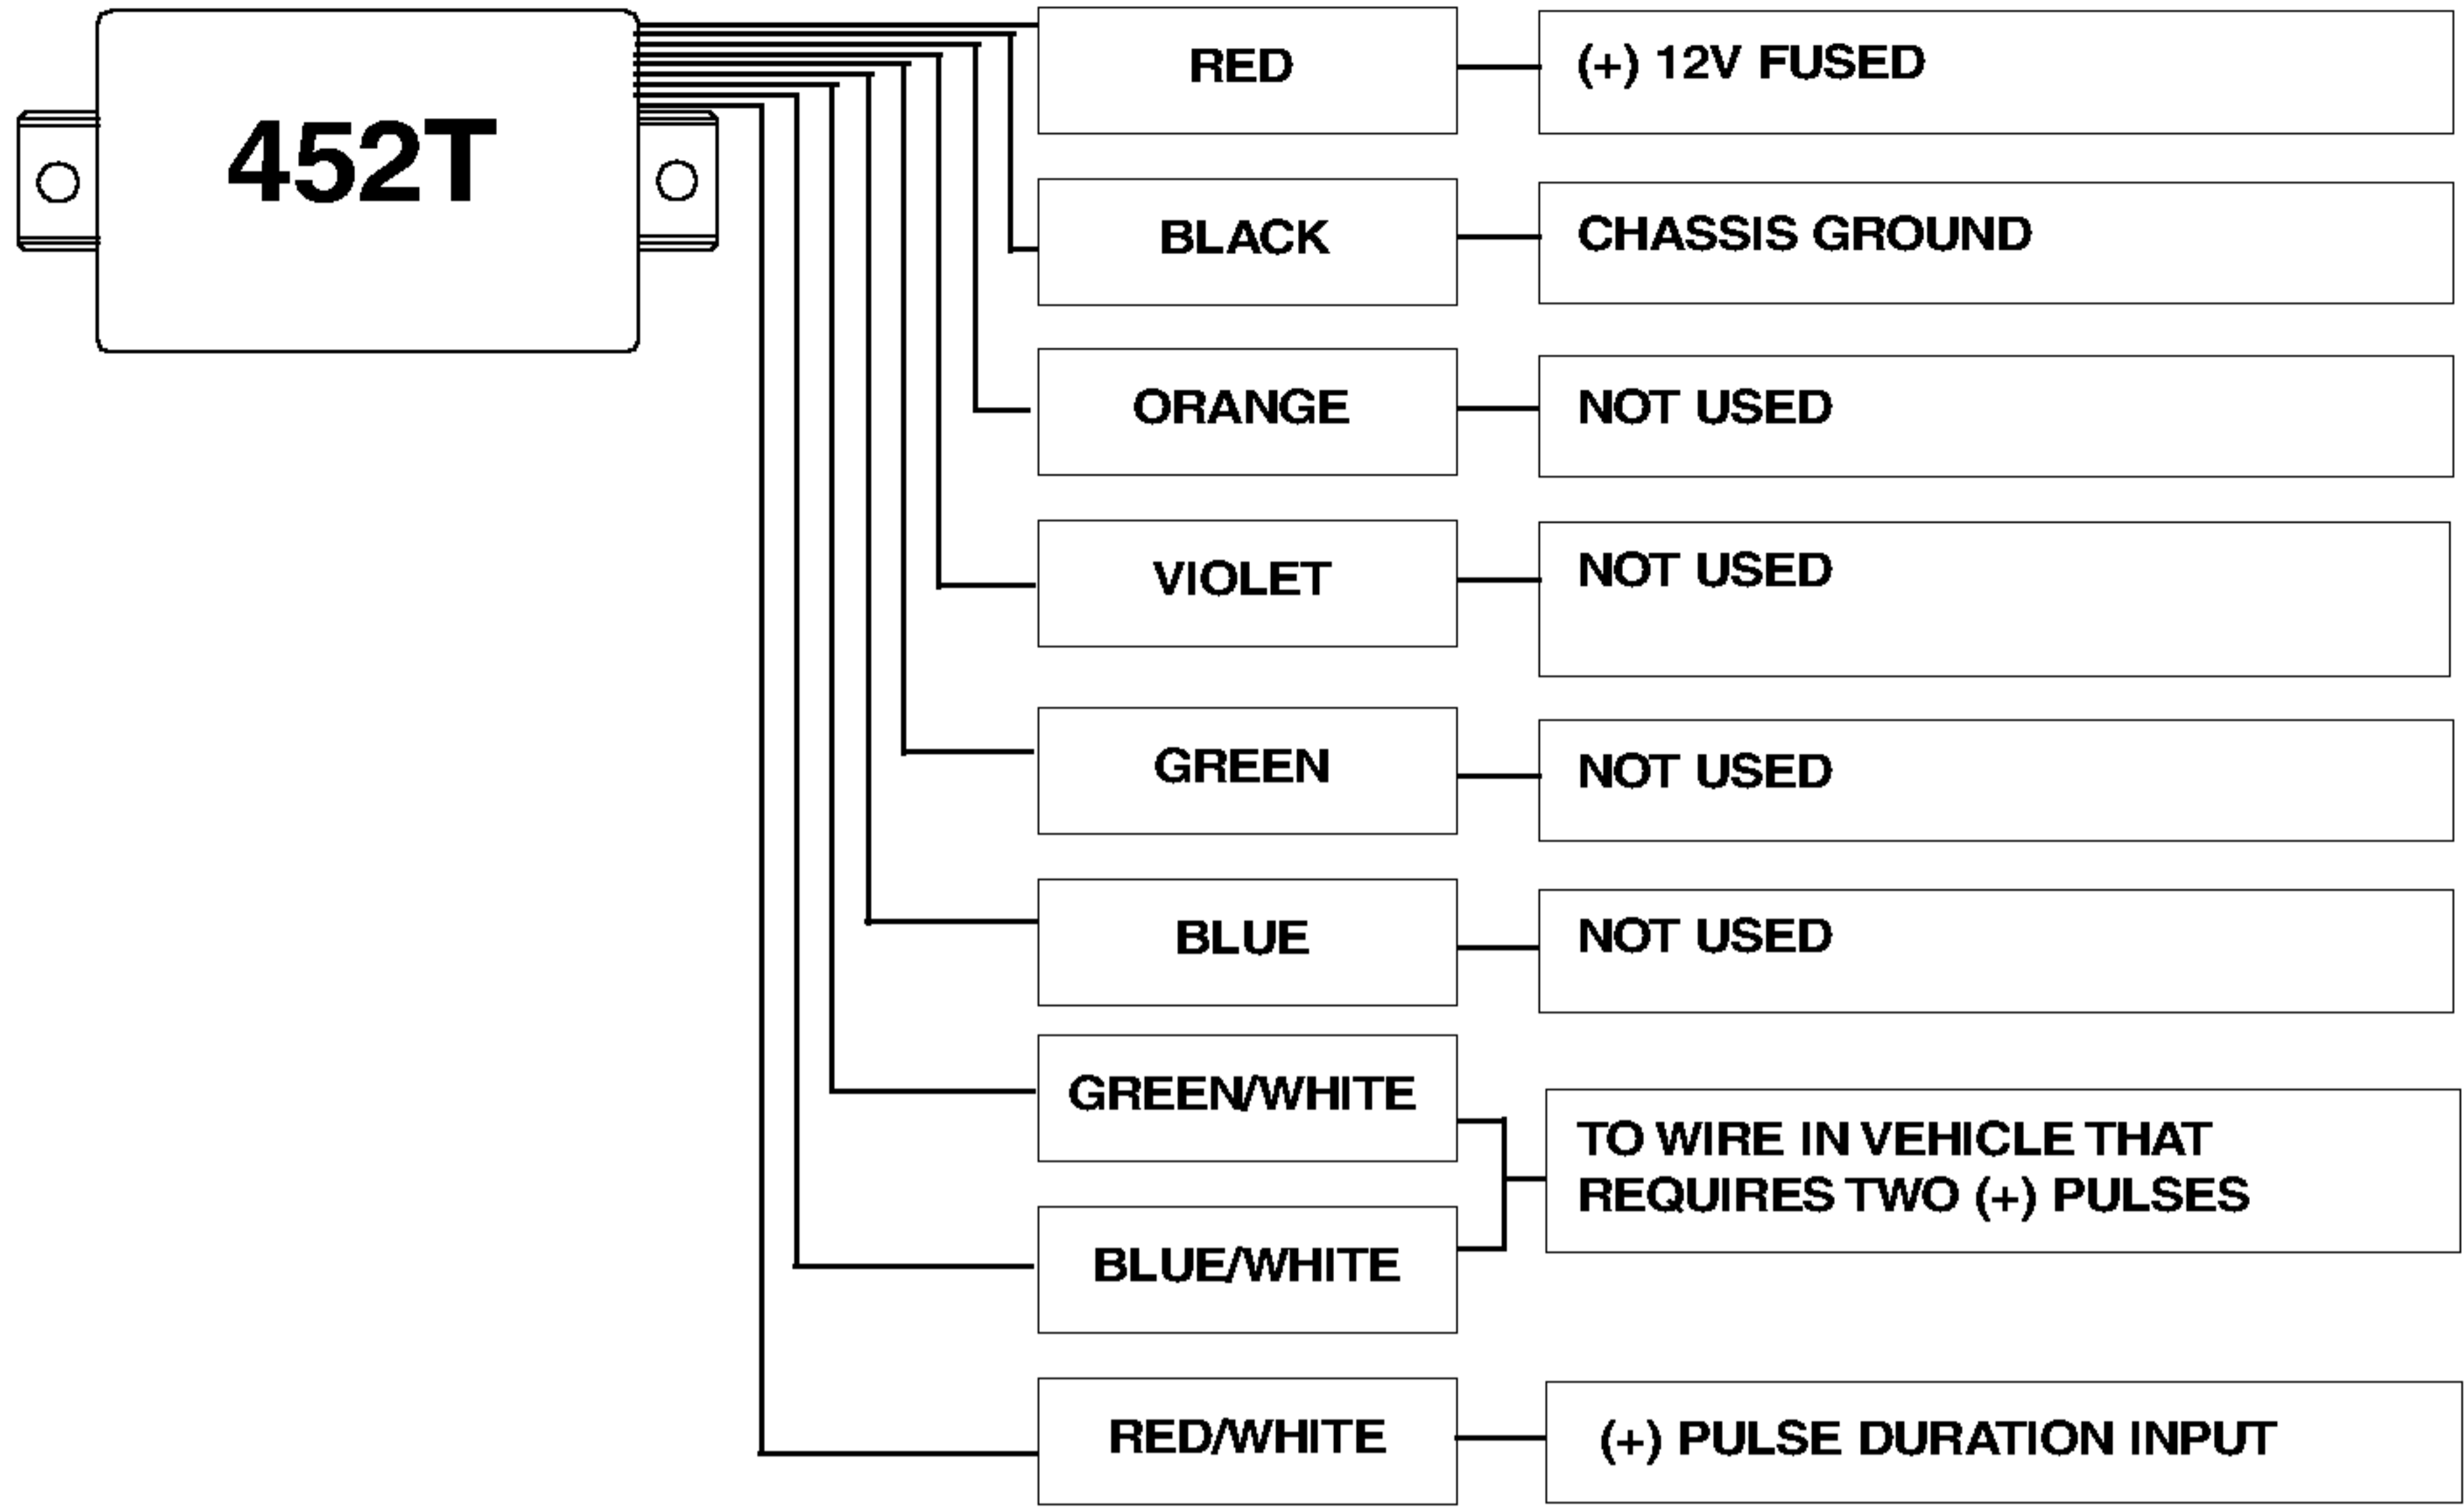 452T
RED
(+) 12V FUSED
BLACK
CHASSIS GROUND
ORANGE
NOT USED
VIOLET
NOT USED
GREEN
NOT USED
BLUE
NOT USED
GREEN/WHITE
BLUE/WHITE
TO WIRE IN VEHICLE THAT
REQUIRES TWO (+) PULSES
RED/WHITE
(+) PULSE DURATION INPUT